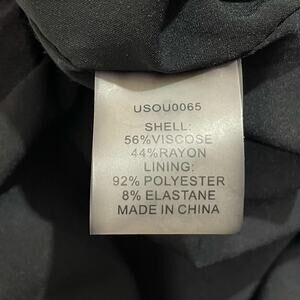 USOU0065
SHELL:
56%VISCOSE
44%RAYON
LINING:
92% POLYESTER
8% ELASTANE
MADE IN CHINA